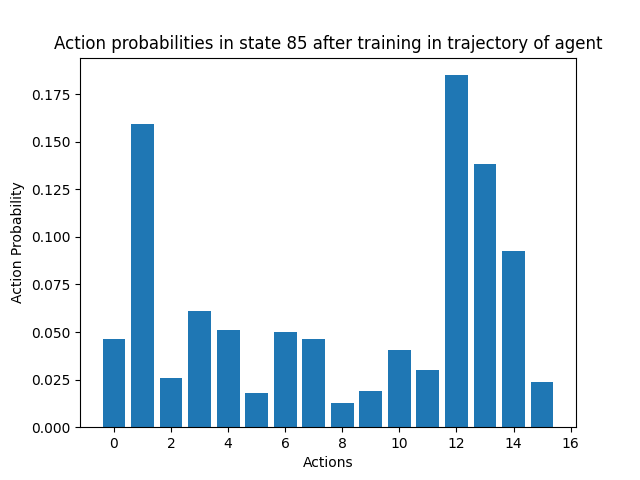 Action probabilities in state 85 after training in trajectory of agent
0.175
0.150
0.125
0.100
0.075
0.050
0.025
0.000
Action Probability
0 2 4 6 8 10 12 14 16
Actions